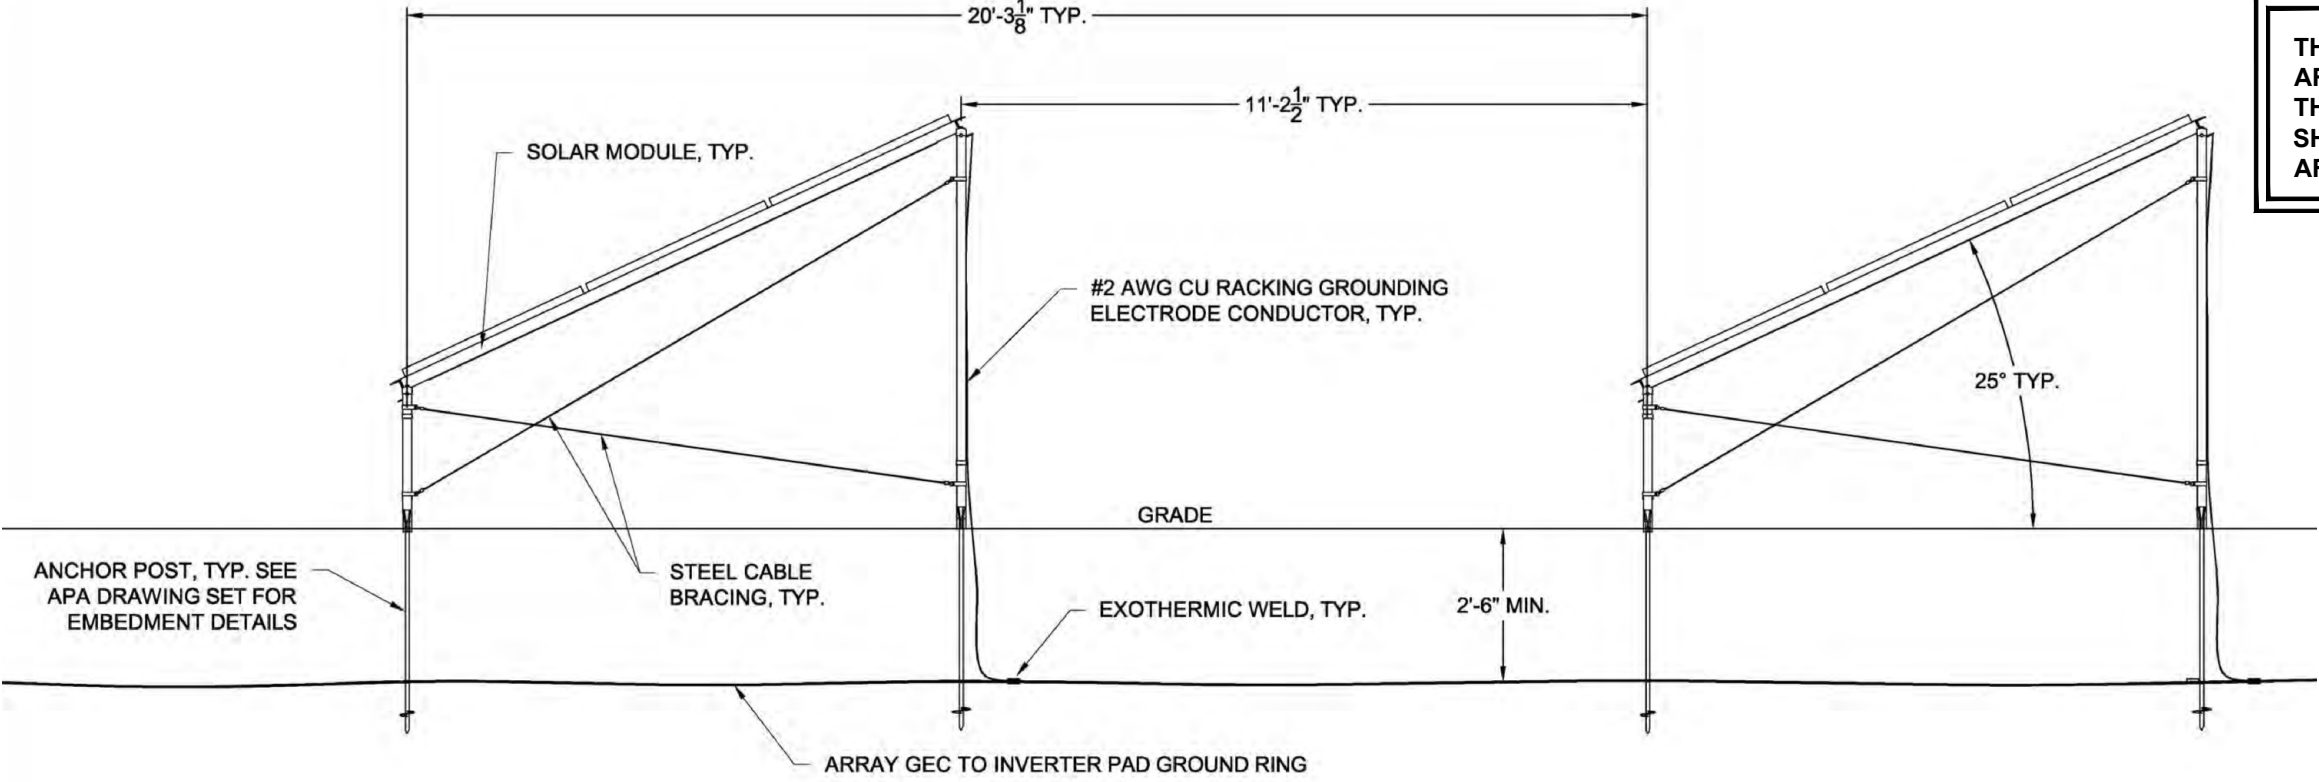 20'-3 1/8" TYP.
11'-2 1/2" TYP.
SOLAR MODULE, TYP.
#2 AWG CU RACKING GROUNDING
ELECTRODE CONDUCTOR, TYP.
25° TYP.
GRADE
ANCHOR POST, TYP. SEE
APA DRAWING SET FOR
EMBEDMENT DETAILS
STEEL CABLE
BRACING, TYP.
EXOTHERMIC WELD, TYP.
2'-6" MIN.
ARRAY GEC TO INVERTER PAD GROUND RING